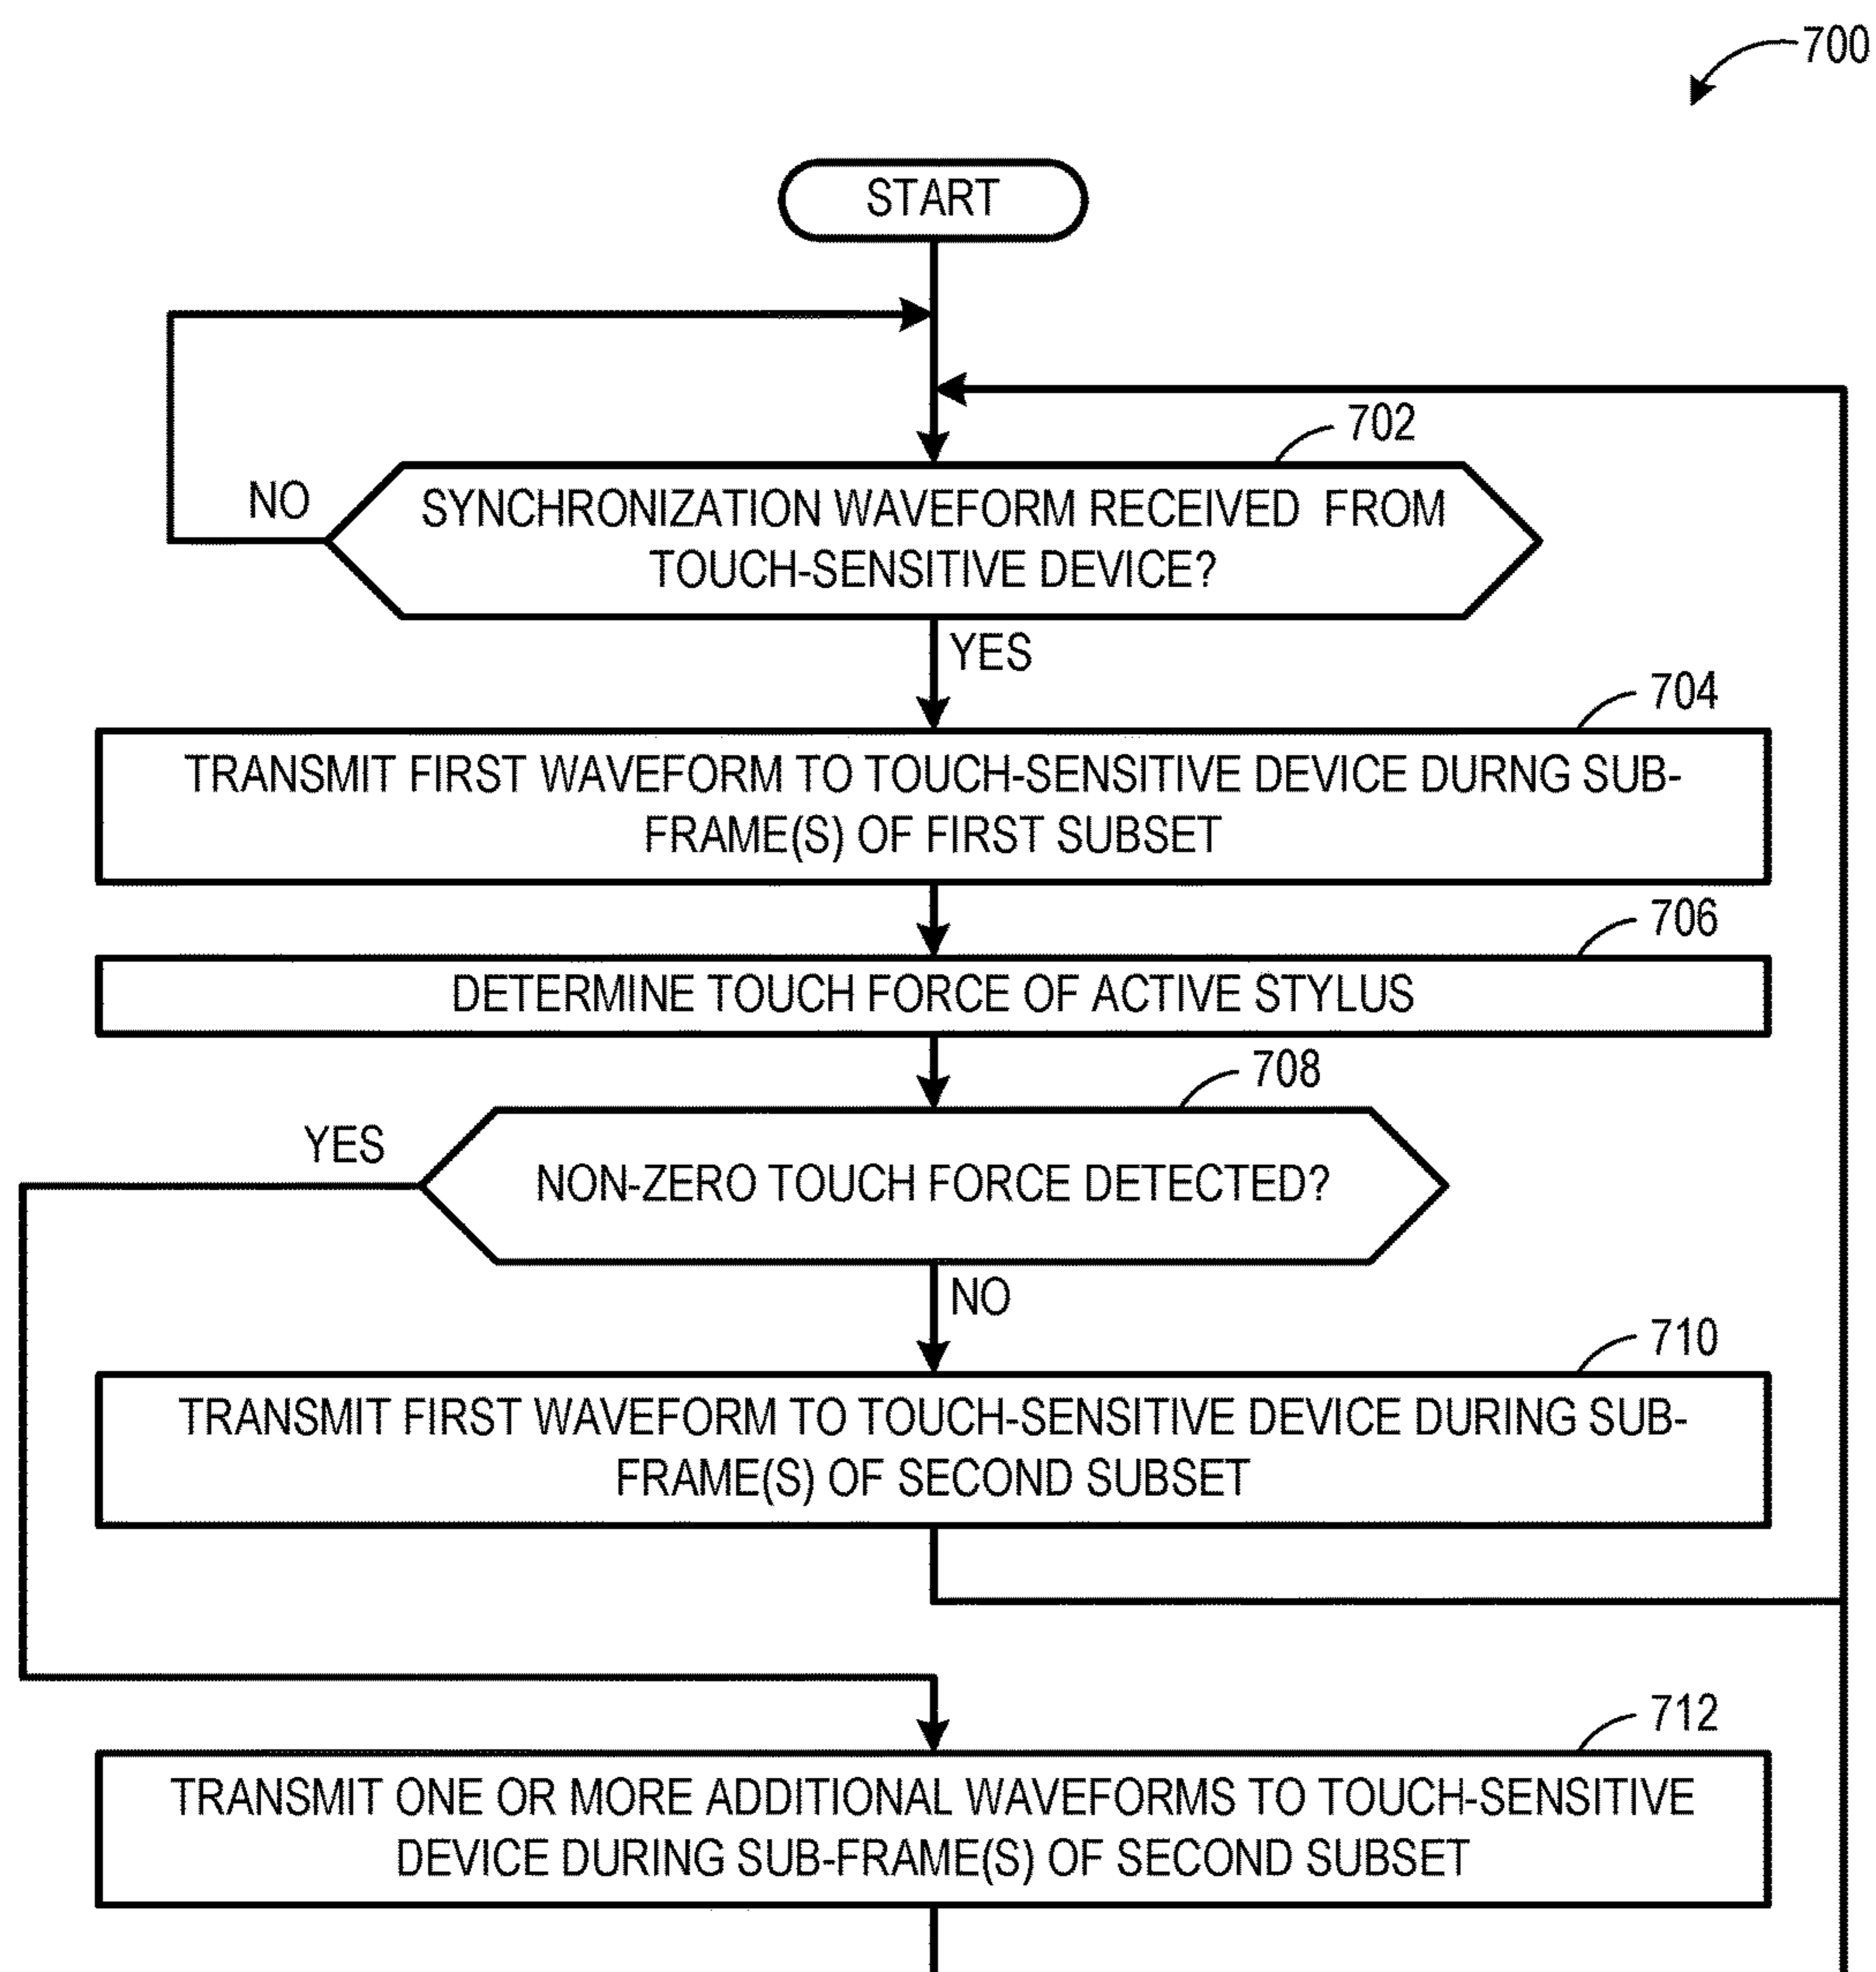 700
START
702
NO
SYNCHRONIZATION WAVEFORM RECEIVED FROM
TOUCH-SENSITIVE DEVICE?
YES
704
TRANSMIT FIRST WAVEFORM TO TOUCH-SENSITIVE DEVICE DURNG SUB-
FRAME(S) OF FIRST SUBSET
706
DETERMINE TOUCH FORCE OF ACTIVE STYLUS
708
YES
NON-ZERO TOUCH FORCE DETECTED?
NO
710
TRANSMIT FIRST WAVEFORM TO TOUCH-SENSITIVE DEVICE DURING SUB-
FRAME(S) OF SECOND SUBSET
712
TRANSMIT ONE OR MORE ADDITIONAL WAVEFORMS TO TOUCH-SENSITIVE
DEVICE DURING SUB-FRAME(S) OF SECOND SUBSET